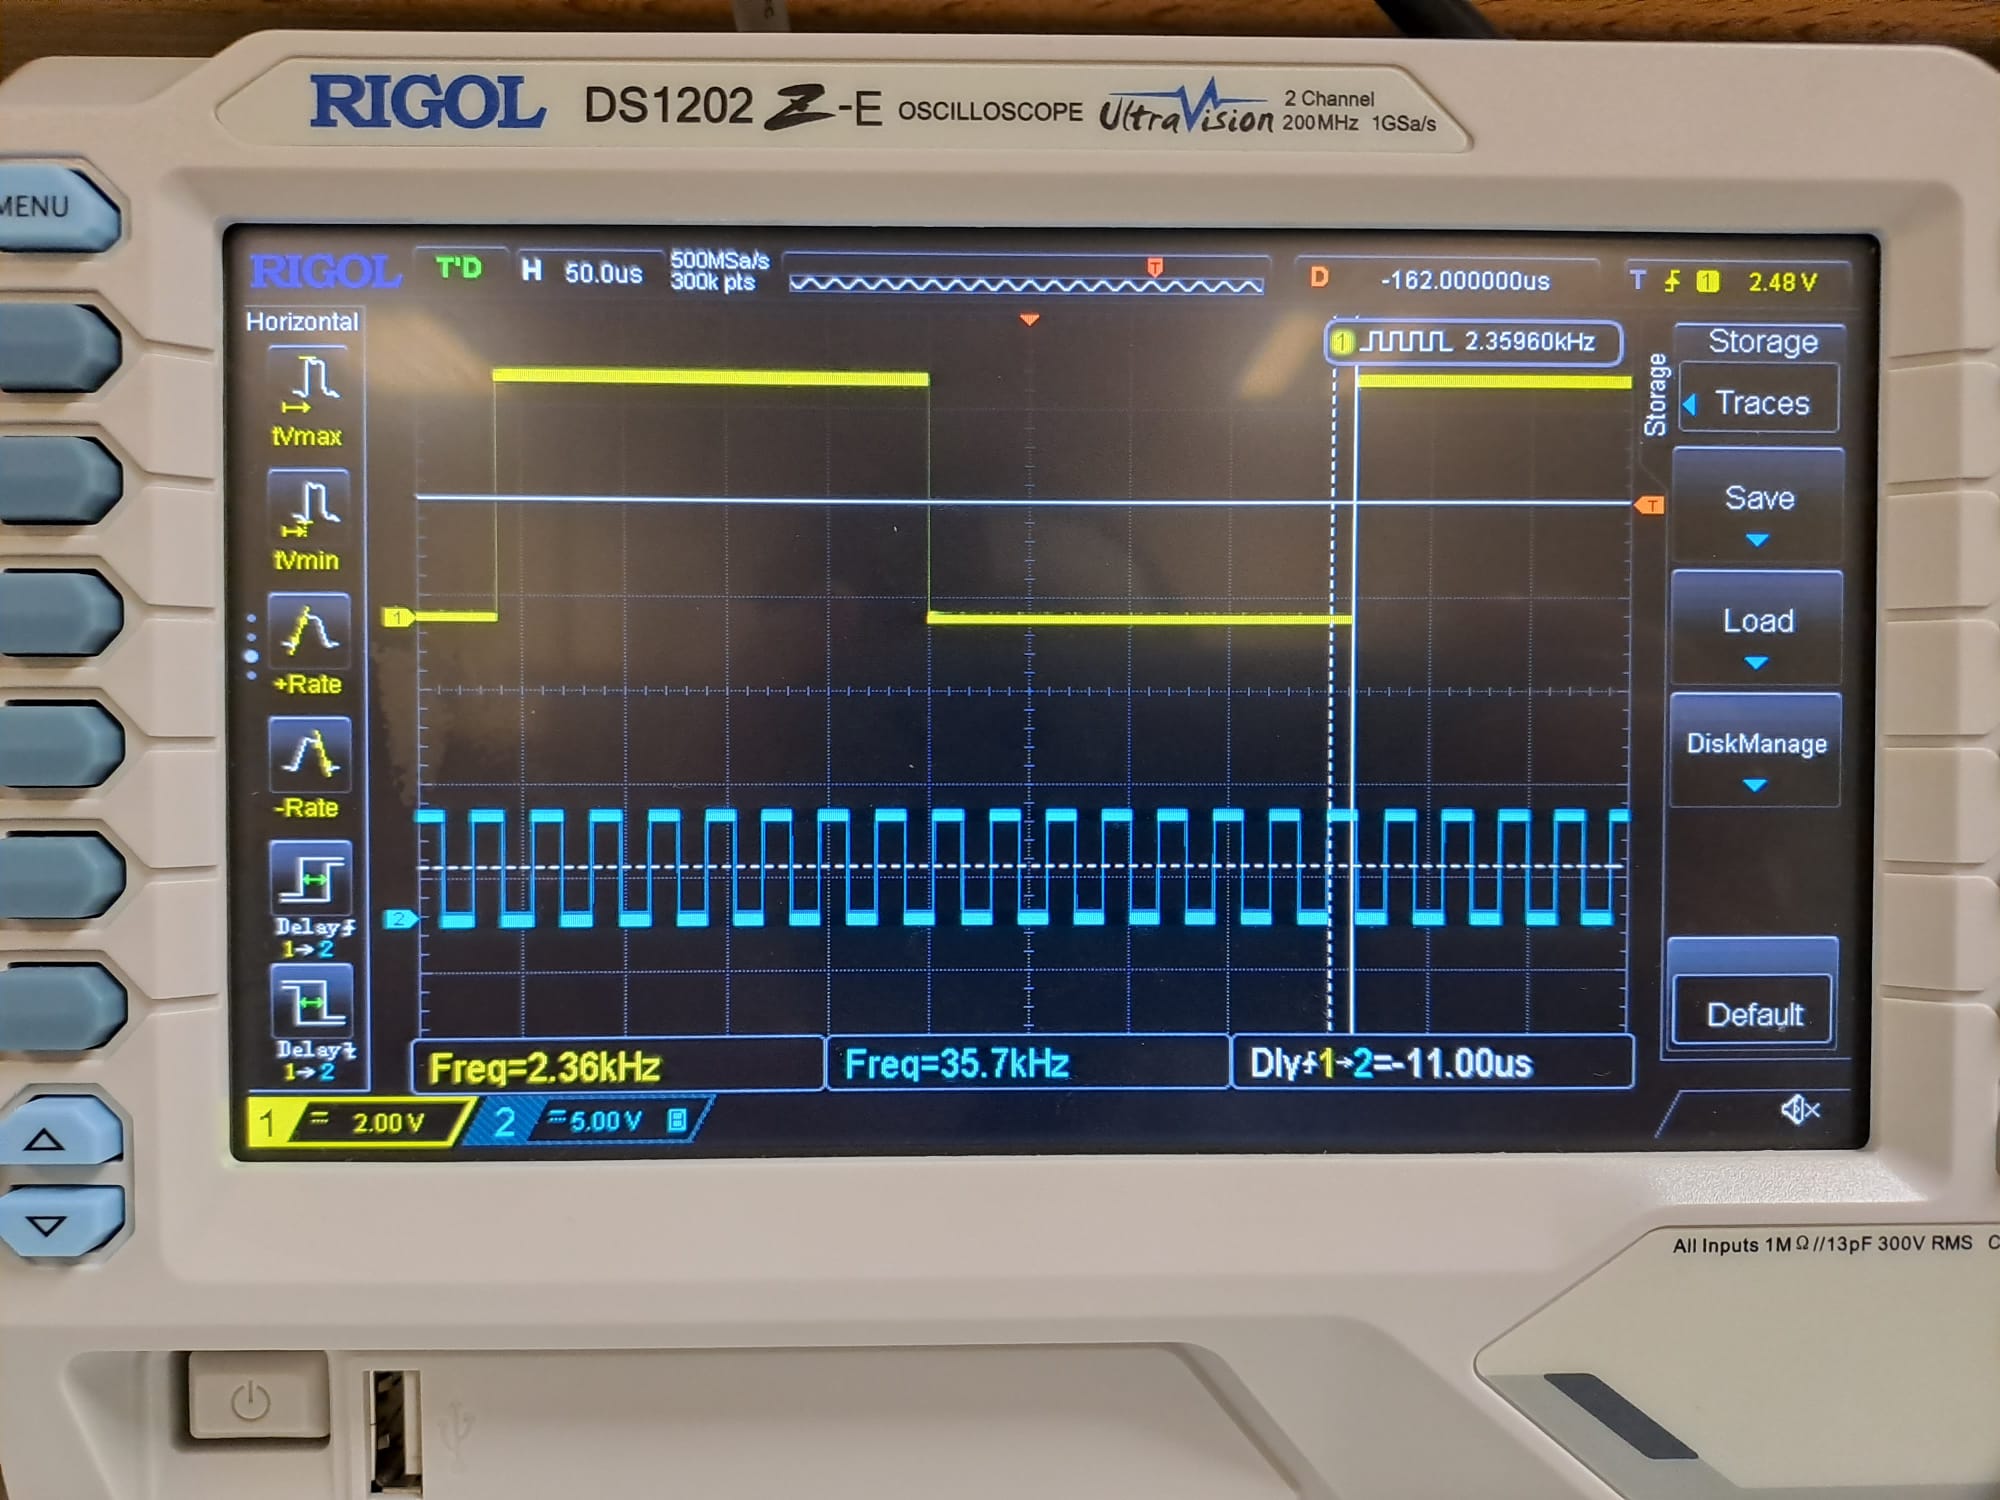 RIGOL DS1202 Z-E OSCILLOSCOPE UltraVision 2 Channel
200MHz 1GSa/s
MENU
RIGOL T'D H 50.0us 500MSa/s
300k pts
T
D -162.000000us
T 1 2.48 V
Horizontal
1 2.35960kHz
tVmax
tVmin
+Rate
-Rate
Delay
1→2
Delay
1→2
1
2
T
Storage
Storage
Traces
Save
Load
DiskManage
Default
Freq=2.36kHz
Freq=35.7kHz
Dly1→2=-11.00us
1 = 2.00 V
2 = 5.00 V B
All Inputs 1MΩ//13pF 300V RMS C